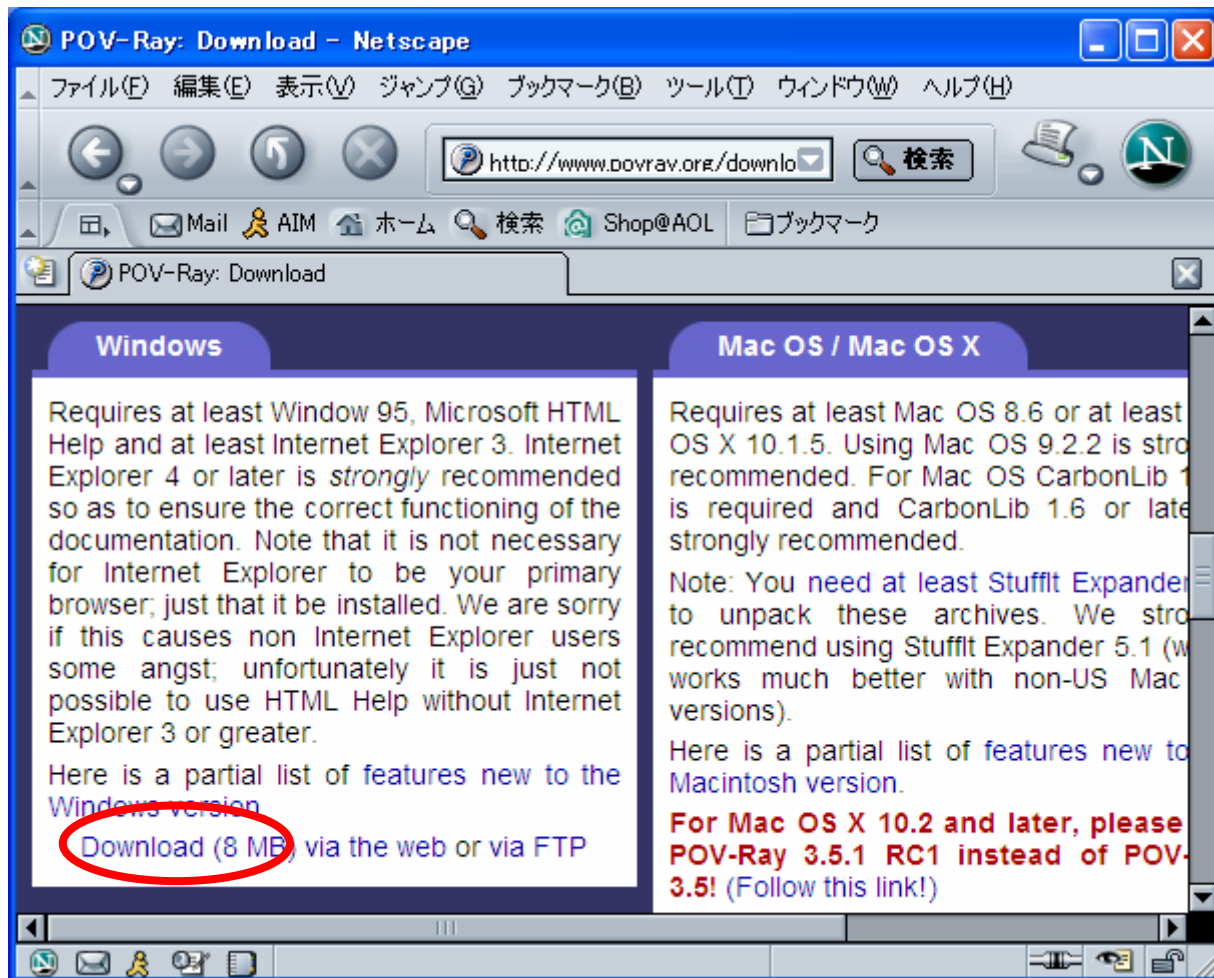 POV-Ray: Download - Netscape
ファイル(F) 編集(E) 表示(V) ジャンプ(G) ブックマーク(B) ツール(T) ウィンドウ(W) ヘルプ(H)
http://www.povray.org/downlo 検索
Mail AIM ホーム 検索 Shop@AOL ブックマーク
POV-Ray: Download
Windows
Requires at least Window 95, Microsoft HTML
Help and at least Internet Explorer 3. Internet
Explorer 4 or later is strongly recommended
so as to ensure the correct functioning of the
documentation. Note that it is not necessary
for Internet Explorer to be your primary
browser; just that it be installed. We are sorry
if this causes non Internet Explorer users
some angst; unfortunately it is just not
possible to use HTML Help without Internet
Explorer 3 or greater.
Here is a partial list of features new to the
Windows version.
Download (8 MB) via the web or via FTP
Mac OS / Mac OS X
Requires at least Mac OS 8.6 or at least
OS X 10.1.5. Using Mac OS 9.2.2 is stro
recommended. For Mac OS CarbonLib 1
is required and CarbonLib 1.6 or late
strongly recommended.
Note: You need at least StuffIt Expander
to unpack these archives. We stro
recommend using StuffIt Expander 5.1 (w
works much better with non-US Mac
versions).
Here is a partial list of features new to
Macintosh version.
For Mac OS X 10.2 and later, please
POV-Ray 3.5.1 RC1 instead of POV-
3.5! (Follow this link!)